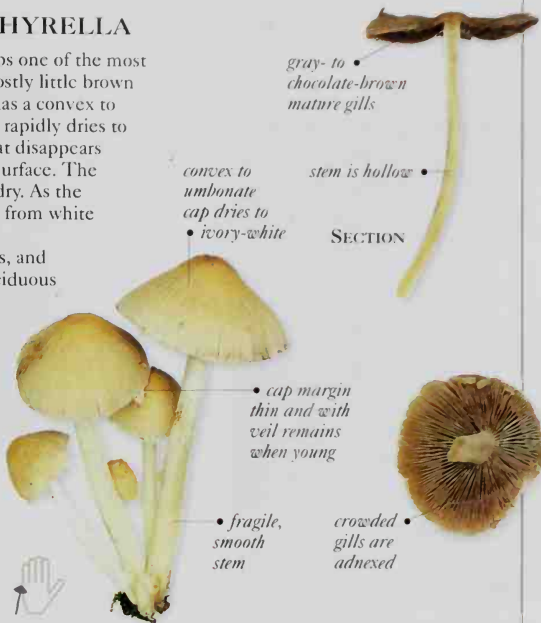 HYRELLA
os one of the most
ostly little brown
as a convex to
rapidly dries to
at disappears
urface. The
dry. As the
from white
s, and
ciduous
gray- to
chocolate-brown
mature gills
stem is hollow
SECTION
convex to
umbonate
cap dries to
ivory-white
cap margin
thin and with
veil remains
when young
fragile,
smooth
stem
crowded
gills are
adnexed